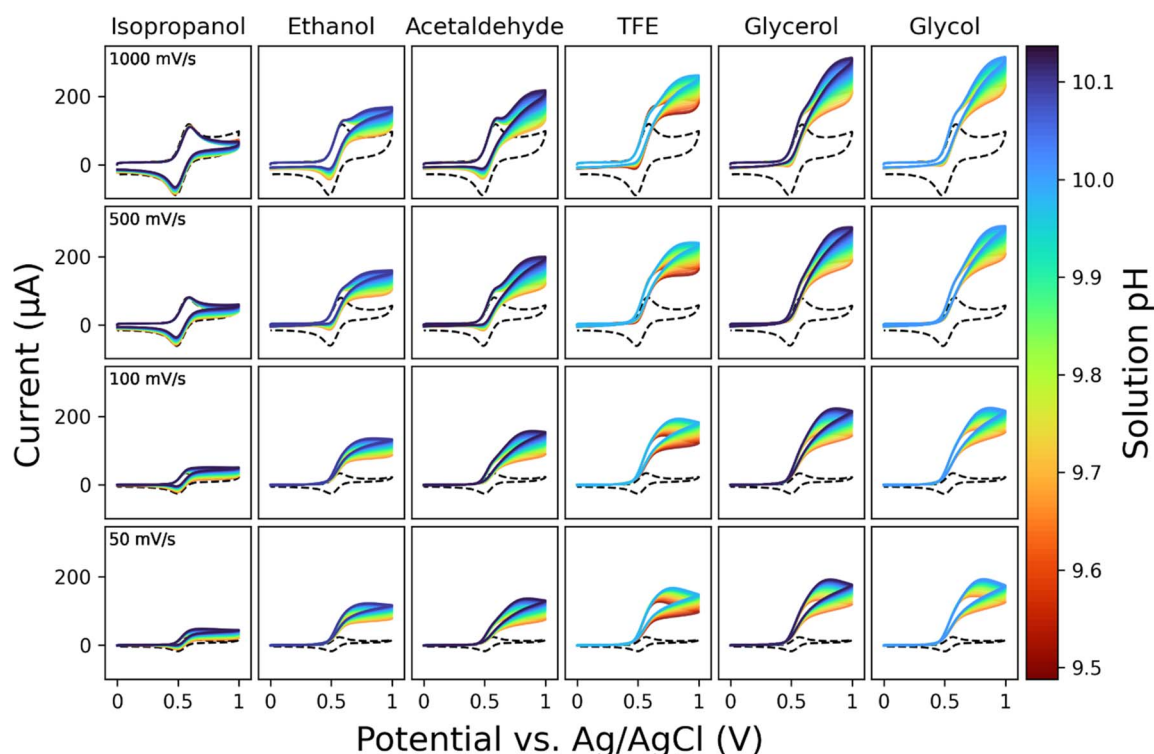 Isopropanol Ethanol Acetaldehyde TFE Glycerol Glycol
1000 mV/s
200
0
500 mV/s
200
0
100 mV/s
200
0
50 mV/s
200
0
0 0.5 1 0 0.5 1 0 0.5 1 0 0.5 1 0 0.5 1 0 0.5 1
Current (μA)
Potential vs. Ag/AgCl (V)
10.1
10.0
9.9
9.8
9.7
9.6
9.5
Solution pH